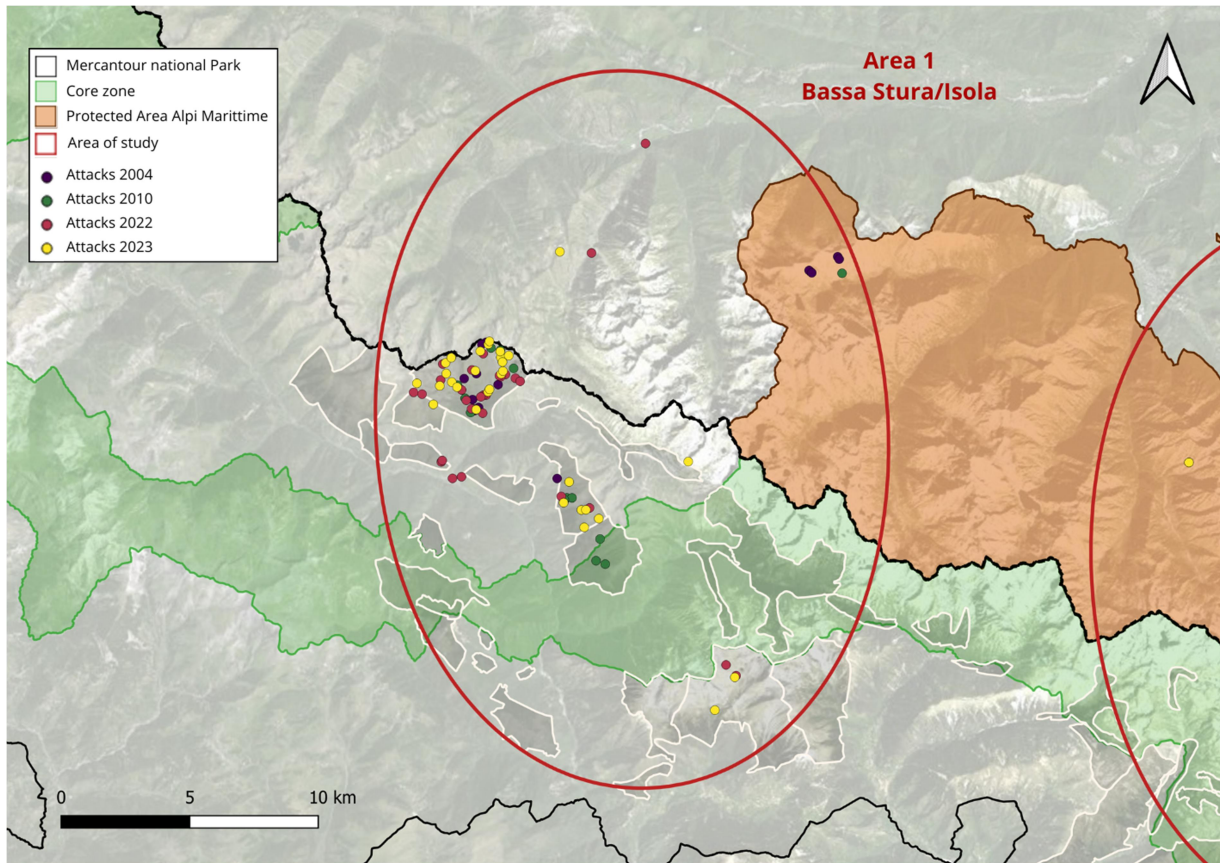 Area 1
Bassa Stura/Isola
Mercantour national Park
Core zone
Protected Area Alpi Marittime
Area of study
Attacks 2004
Attacks 2010
Attacks 2022
Attacks 2023
0 5 10 km